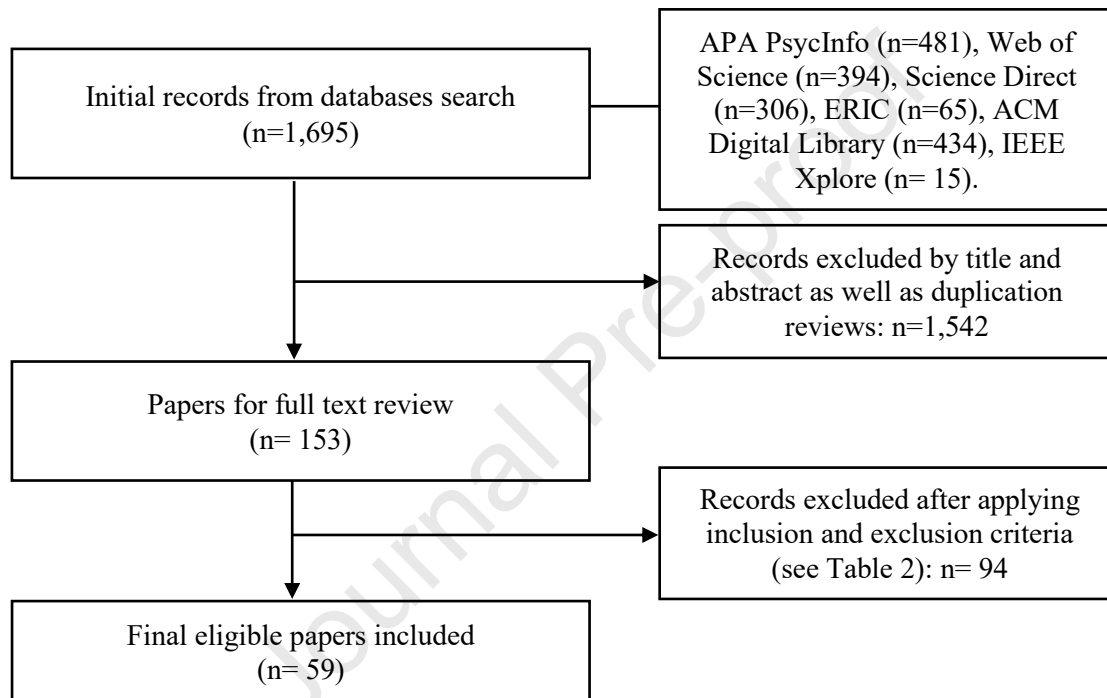 Initial records from databases search
(n=1,695)
APA PsycInfo (n=481), Web of
Science (n=394), Science Direct
(n=306), ERIC (n=65), ACM
Digital Library (n=434), IEEE
Xplore (n= 15).
Records excluded by title and
abstract as well as duplication
reviews: n=1,542
Papers for full text review
(n= 153)
Records excluded after applying
inclusion and exclusion criteria
(see Table 2): n= 94
Final eligible papers included
(n= 59)
Journal Pre-proof